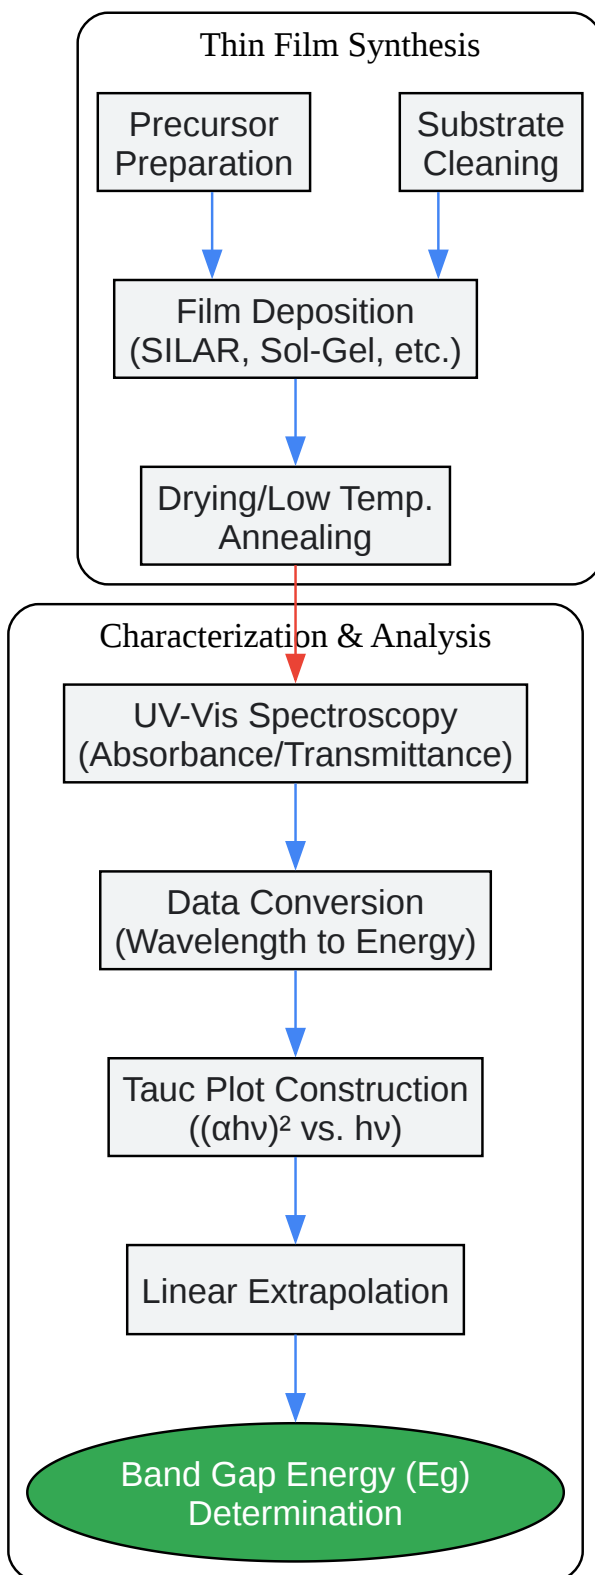 Thin Film Synthesis
Precursor
Preparation
Substrate
Cleaning
Film Deposition
(SILAR, Sol-Gel, etc.)
Drying/Low Temp.
Annealing
Characterization & Analysis
UV-Vis Spectroscopy
(Absorbance/Transmittance)
Data Conversion
(Wavelength to Energy)
Tauc Plot Construction
((αhν)² vs. hν)
Linear Extrapolation
Band Gap Energy (Eg)
Determination